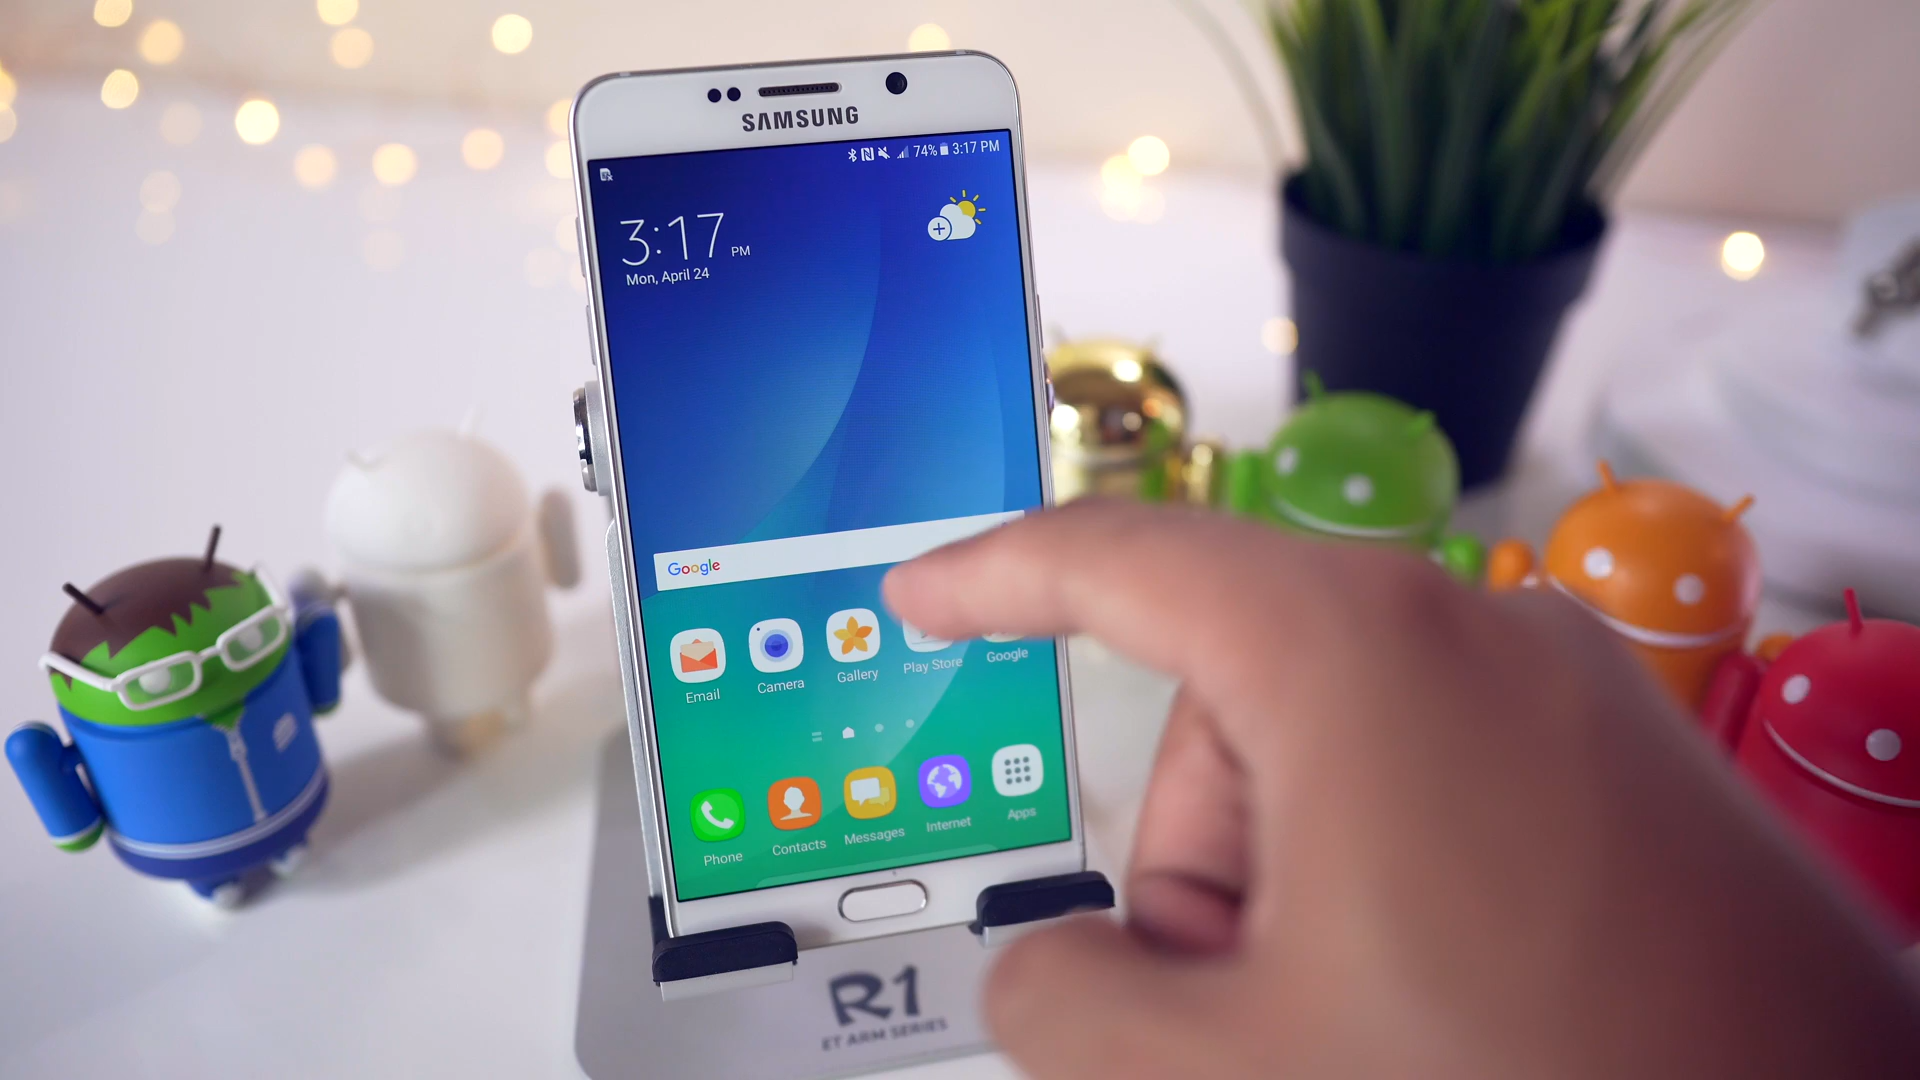 SAMSUNG
74% 3:17 PM
3:17 PM
Mon, April 24
Google
Email
Camera
Gallery
Play Store
Google
Phone
Contacts
Messages
Internet
Apps
R1
ET ARM SERIES